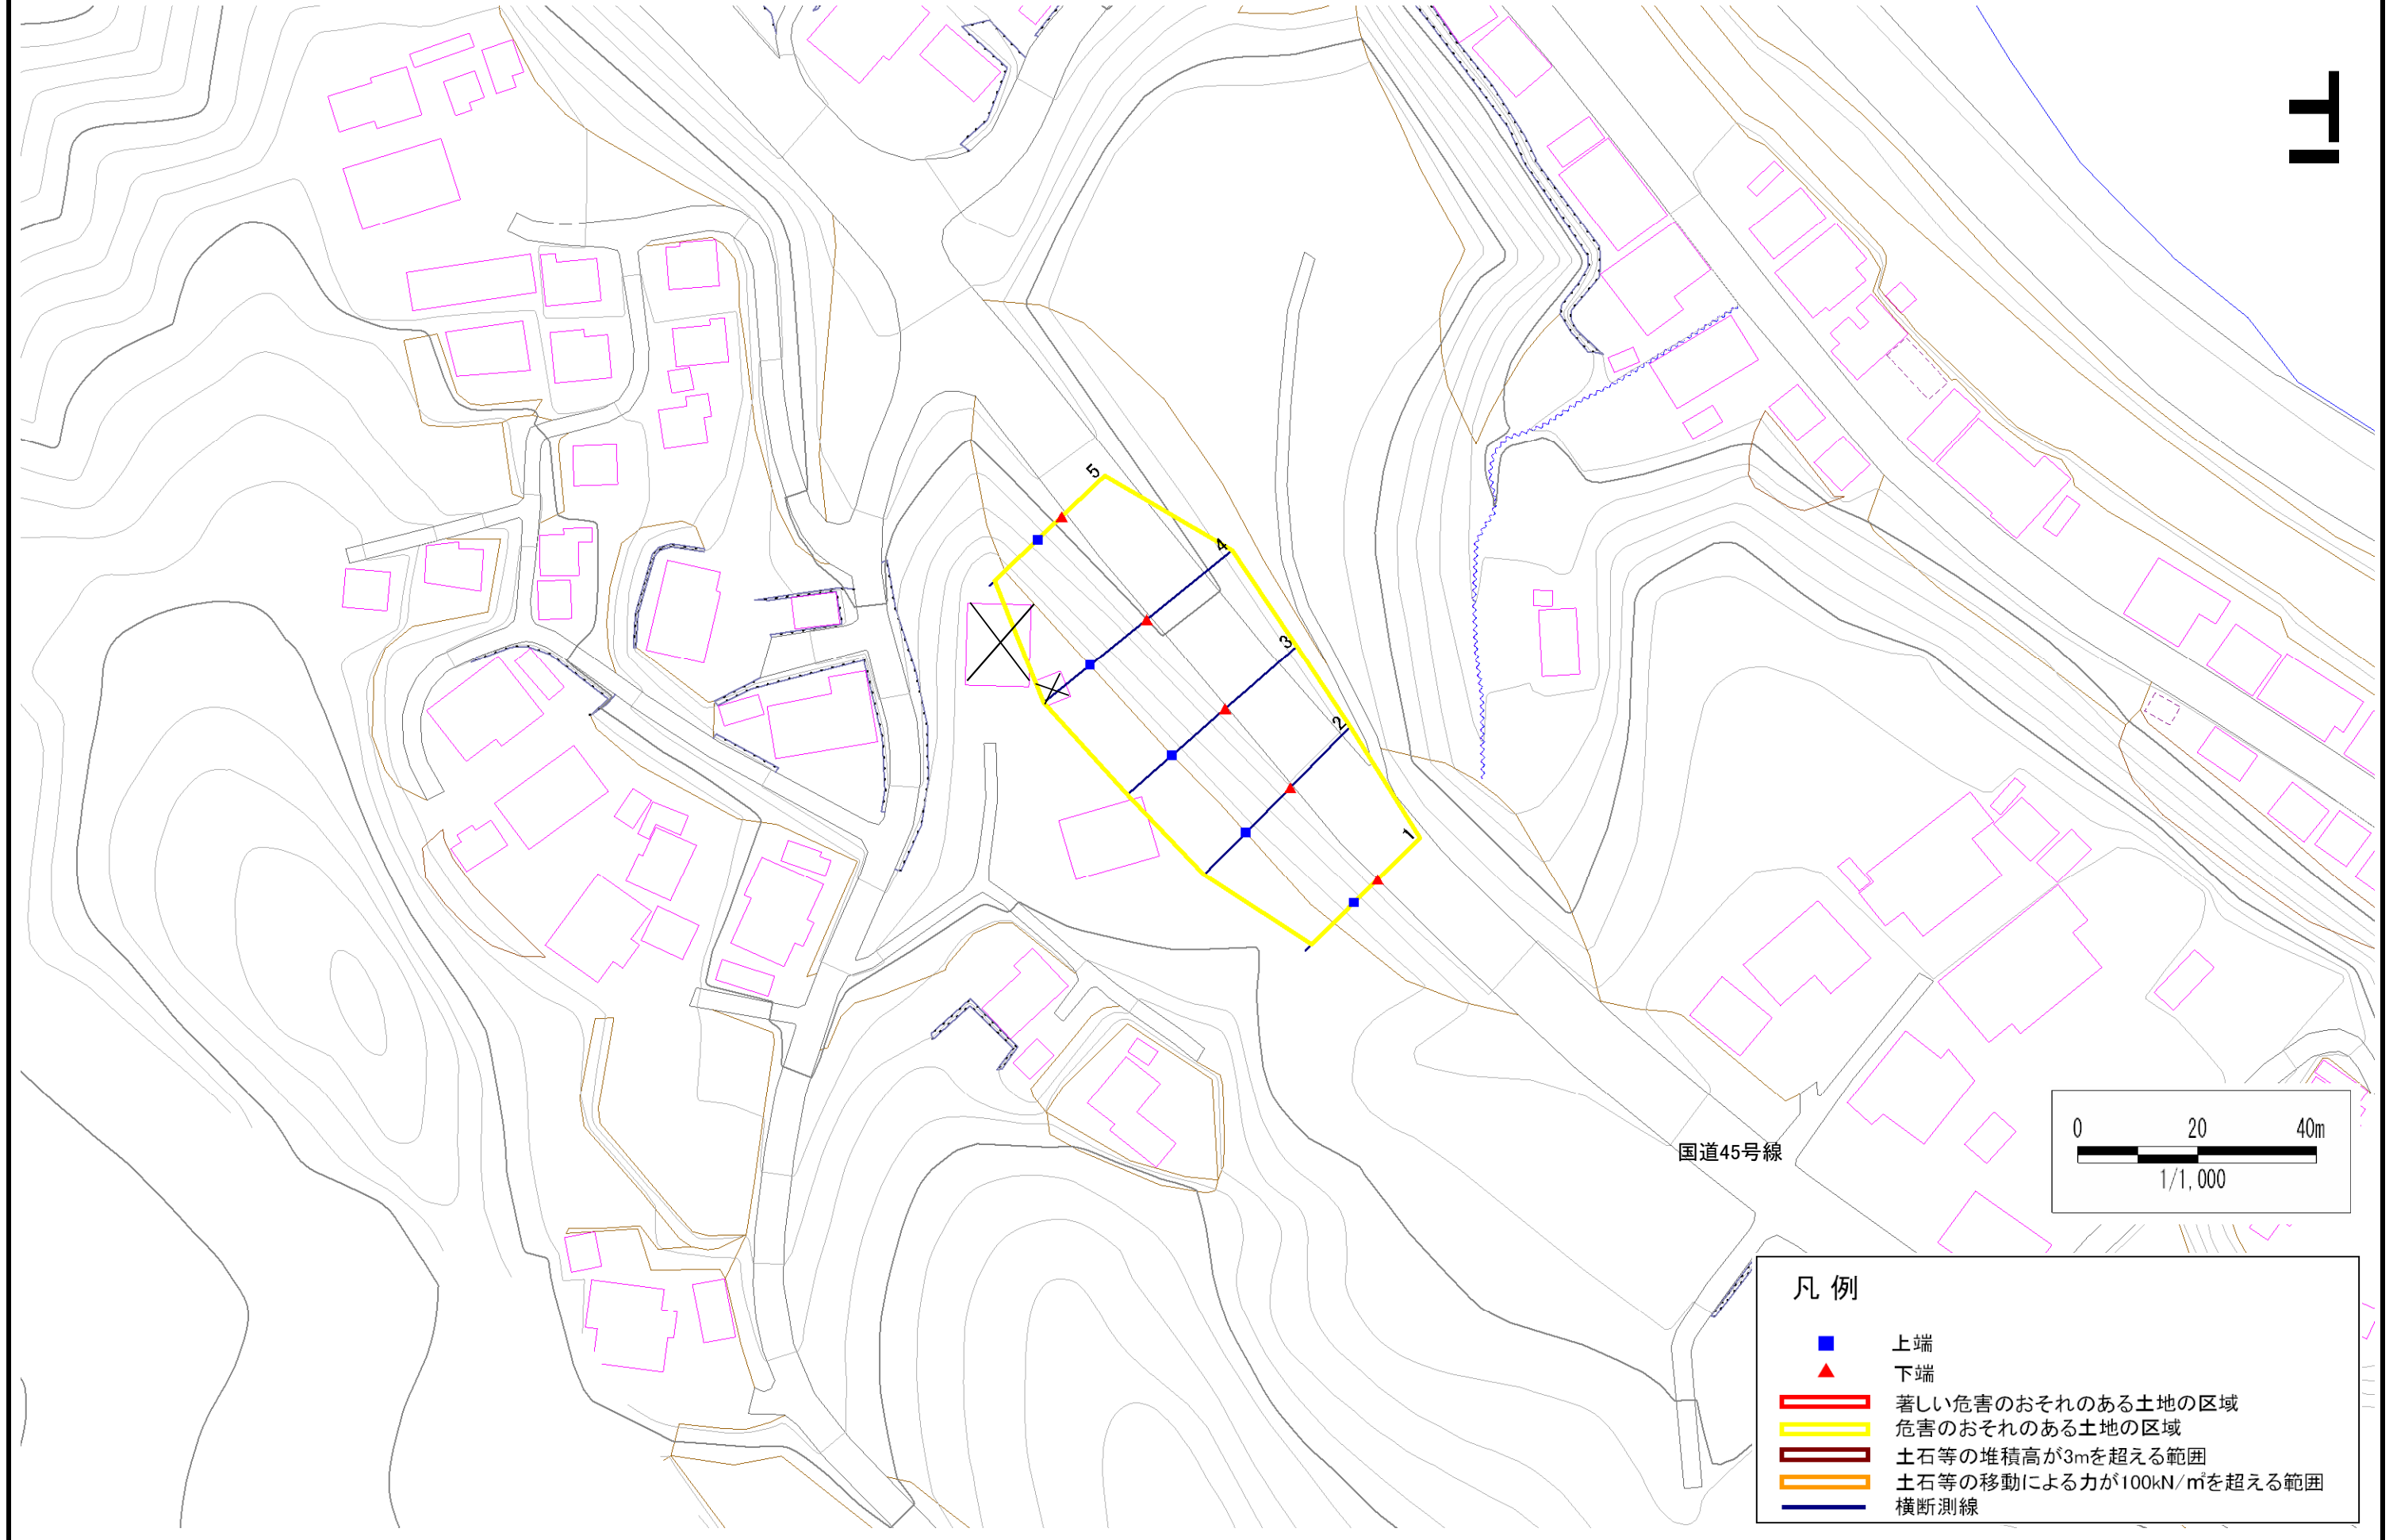 5
4
3
2
1
国道45号線
0 20 40m
1/1,000
凡 例
上端
下端
著しい危害のおそれのある土地の区域
危害のおそれのある土地の区域
土石等の堆積高が3mを超える範囲
土石等の移動による力が100kN/㎡を超える範囲
横断測線